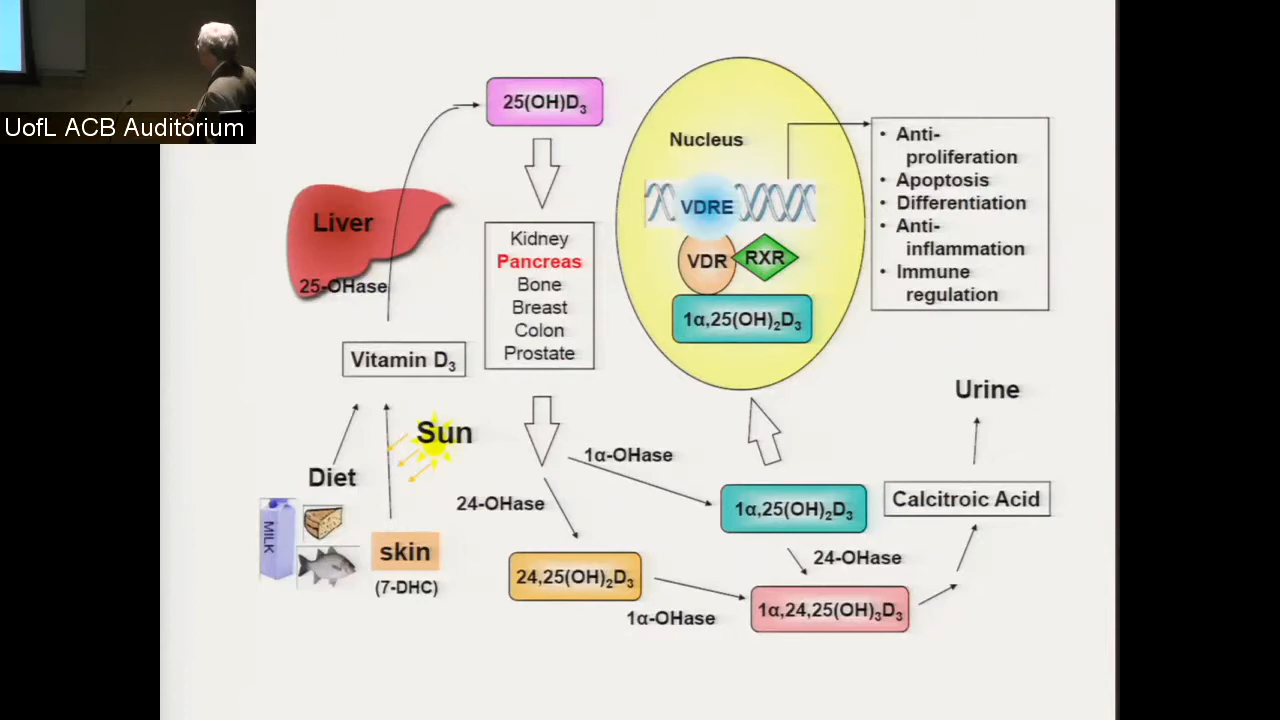 UofL ACB Auditorium
25(OH)D₃
Nucleus
• Anti-
proliferation
• Apoptosis
• Differentiation
• Anti-
inflammation
• Immune
regulation
VDRE
Liver
Kidney
Pancreas
Bone
Breast
Colon
Prostate
VDR
RXR
25-OHase
1α,25(OH)₂D₃
Vitamin D₃
Urine
Sun
1α-OHase
Diet
24-OHase
1α,25(OH)₂D₃
Calcitroic Acid
MILK
skin
24-OHase
(7-DHC)
24,25(OH)₂D₃
1α-OHase
1α,24,25(OH)₃D₃